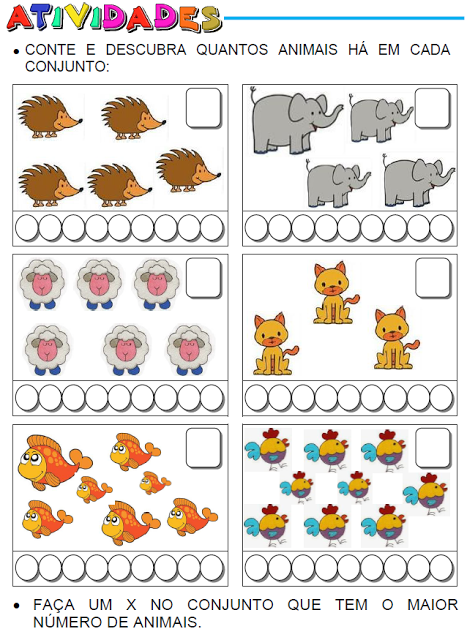 ATIVIDADES
• CONTE E DESCUBRA QUANTOS ANIMAIS HÁ EM CADA
CONJUNTO:
• FAÇA UM X NO CONJUNTO QUE TEM O MAIOR
NÚMERO DE ANIMAIS.